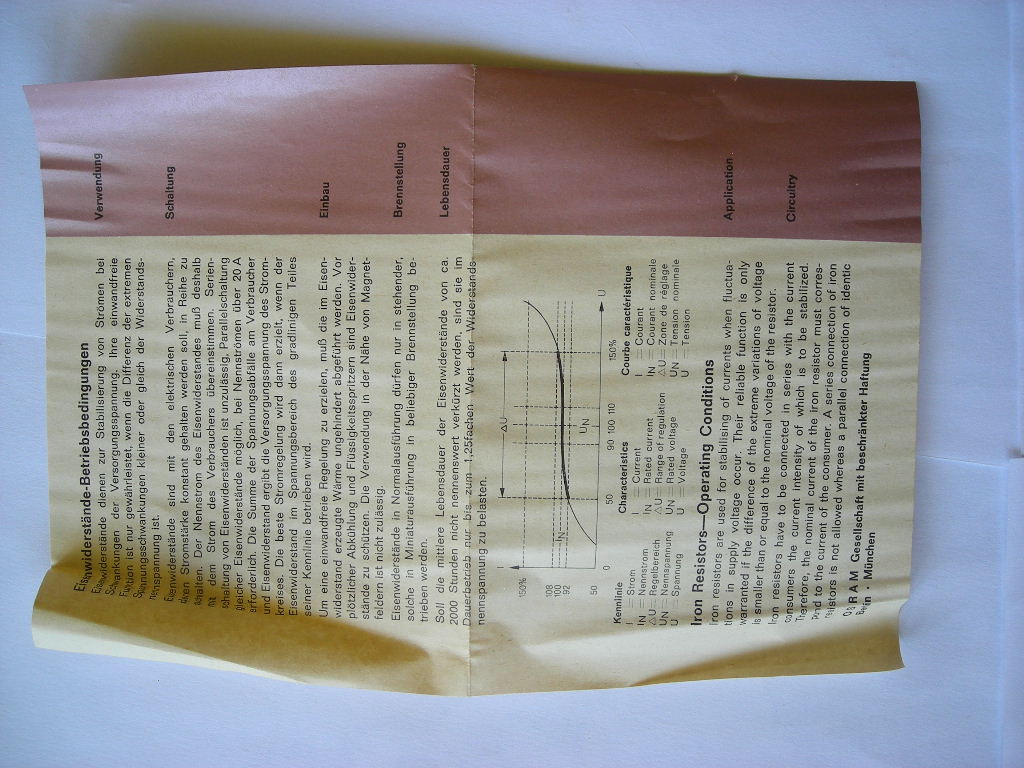 Eisenwiderstände-Betriebsbedingungen
Verwendung
Eisenwiderstände dienen zur Stabilisierung von Strömen bei
Schwankungen der Versorgungsspannung. Ihre einwandfreie
Funktion ist nur gewährleistet, wenn die Differenz der extremen
Spannungsschwankungen kleiner oder gleich der Widerstands-
nennspannung ist.
Schaltung
Eisenwiderstände sind mit den elektrischen Verbrauchern,
deren Stromstärke konstant gehalten werden soll, in Reihe zu
schalten. Der Nennstrom des Eisenwiderstandes muß deshalb
mit dem Strom des Verbrauchers übereinstimmen. Serien-
schaltung von Eisenwiderständen ist unzulässig, Parallelschaltung
gleicher Eisenwiderstände möglich, bei Nennströmen über 20 A
erforderlich. Die Summe der Spannungsabfälle am Verbraucher
und Eisenwiderstand ergibt die Versorgungsspannung des Strom-
kreises. Die beste Stromregelung wird dann erzielt, wenn der
Eisenwiderstand im Spannungsbereich des gradlinigen Teiles
seiner Kennlinie betrieben wird.
Einbau
Um eine einwandfreie Regelung zu erzielen, muß die im Eisen-
widerstand erzeugte Wärme ungehindert abgeführt werden. Vor
plötzlicher Abkühlung und Flüssigkeitsspritzern sind Eisenwider-
stände zu schützen. Die Verwendung in der Nähe von Magnet-
feldern ist nicht zulässig.
Brennstellung
Eisenwiderstände in Normalausführung dürfen nur in stehender,
solche in Miniaturausführung in beliebiger Brennstellung be-
trieben werden.
Lebensdauer
Soll die mittlere Lebensdauer der Eisenwiderstände von ca.
2000 Stunden nicht nennenswert verkürzt werden, sind sie im
Dauerbetrieb nur bis zum 1,25fachen Wert der Widerstands-
nennspannung zu belasten.
I
150%
108
100
92
50
IN
ΔU
UN
0
50
90
100
110
150%
U
Kennlinie
I = Strom
IN = Nennstrom
ΔU = Regelbereich
UN = Nennspannung
U = Spannung
Characteristics
I = Current
IN = Rated current
ΔU = Range of regulation
UN = Rated voltage
U = Voltage
Courbe caractéristique
I = Courant
IN = Courant nominale
ΔU = Zone de réglage
UN = Tension nominale
U = Tension
Iron Resistors—Operating Conditions
Application
Iron resistors are used for stabilising of currents when fluctua-
tions in supply voltage occur. Their reliable function is only
warranted if the difference of the extreme variations of voltage
is smaller than or equal to the nominal voltage of the resistor.
Circuitry
Iron resistors have to be connected in series with the current
consumers the current intensity of which is to be stabilized.
Therefore, the nominal current of the iron resistor must corres-
pond to the current of the consumer. A series connection of iron
resistors is not allowed whereas a parallel connection of identic
OSRAM Gesellschaft mit beschränkter Haftung
Berlin · München